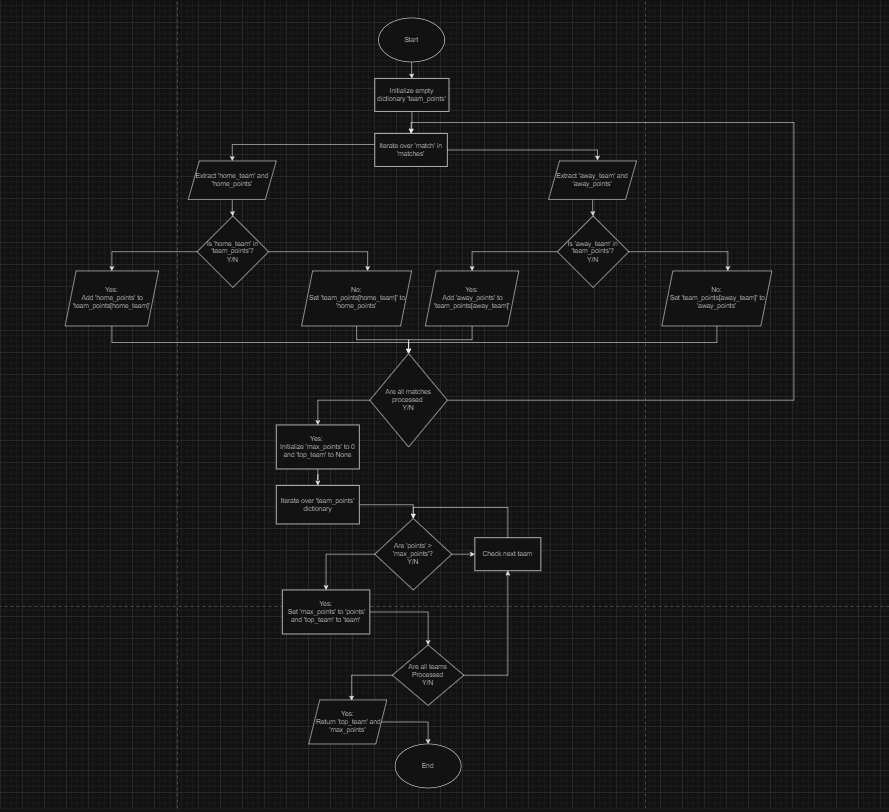 Start
Initialize empty
dictionary 'team_points'
Iterate over 'match' in
'matches'
Extract 'home_team' and
'home_points'
Extract 'away_team' and
'away_points'
Is 'home_team' in
'team_points'?
Y/N
Is 'away_team' in
'team_points'?
Y/N
Yes:
Add 'home_points' to
'team_points[home_team]'
No:
Set 'team_points[home_team]' to
'home_points'
Yes:
Add 'away_points' to
'team_points[away_team]'
No:
Set 'team_points[away_team]' to
'away_points'
Are all matches
processed
Y/N
Yes:
Initialize 'max_points' to 0
and 'top_team' to None
Iterate over 'team_points'
dictionary
Are 'points' >
'max_points'?
Y/N
Check next team
Yes:
Set 'max_points' to 'points'
and 'top_team' to 'team'
Are all teams
Processed
Y/N
Yes:
Return 'top_team' and
'max_points'
End